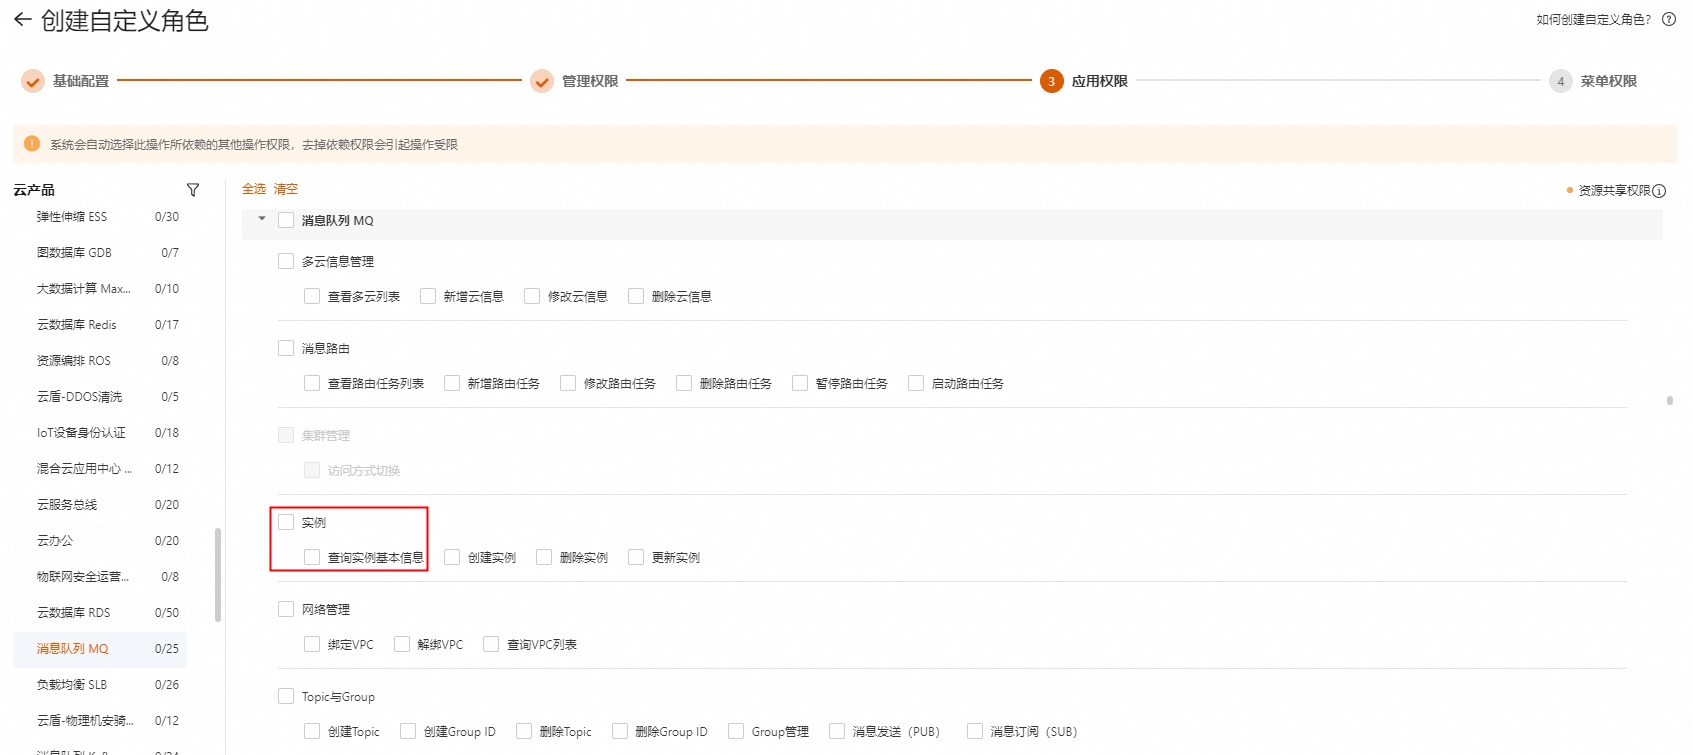 创建自定义角色
如何创建自定义角色?
基础配置
管理权限
3 应用权限
4 菜单权限
系统会自动选择此操作所依赖的其他操作权限，去掉依赖权限会引起操作受限
云产品
弹性伸缩 ESS 0/30
图数据库 GDB 0/7
大数据计算 Max... 0/10
云数据库 Redis 0/17
资源编排 ROS 0/8
云盾-DDOS清洗 0/5
IoT设备身份认证 0/18
混合云应用中心 ... 0/12
云服务总线 0/20
云办公 0/20
物联网安全运营... 0/8
云数据库 RDS 0/50
消息队列 MQ 0/25
负载均衡 SLB 0/26
云盾-物理机安骑... 0/12
全选 清空
资源共享权限
消息队列 MQ
多云信息管理
查看多云列表 新增云信息 修改云信息 删除云信息
消息路由
查看路由任务列表 新增路由任务 修改路由任务 删除路由任务 暂停路由任务 启动路由任务
集群管理
访问方式切换
实例
查询实例基本信息 创建实例 删除实例 更新实例
网络管理
绑定VPC 解绑VPC 查询VPC列表
Topic与Group
创建Topic 创建Group ID 删除Topic 删除Group ID Group管理 消息发送（PUB） 消息订阅（SUB）